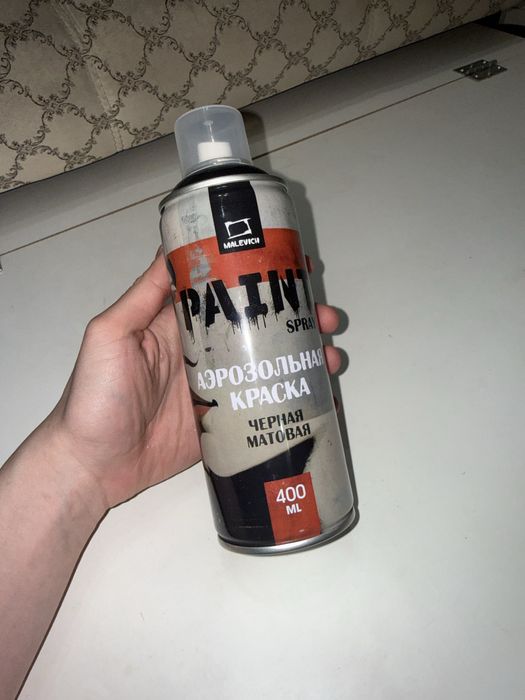 MALEVICH
PAINT
SPRAY
АЭРОЗОЛЬНАЯ
КРАСКА
ЧЕРНАЯ
МАТОВАЯ
400
ML